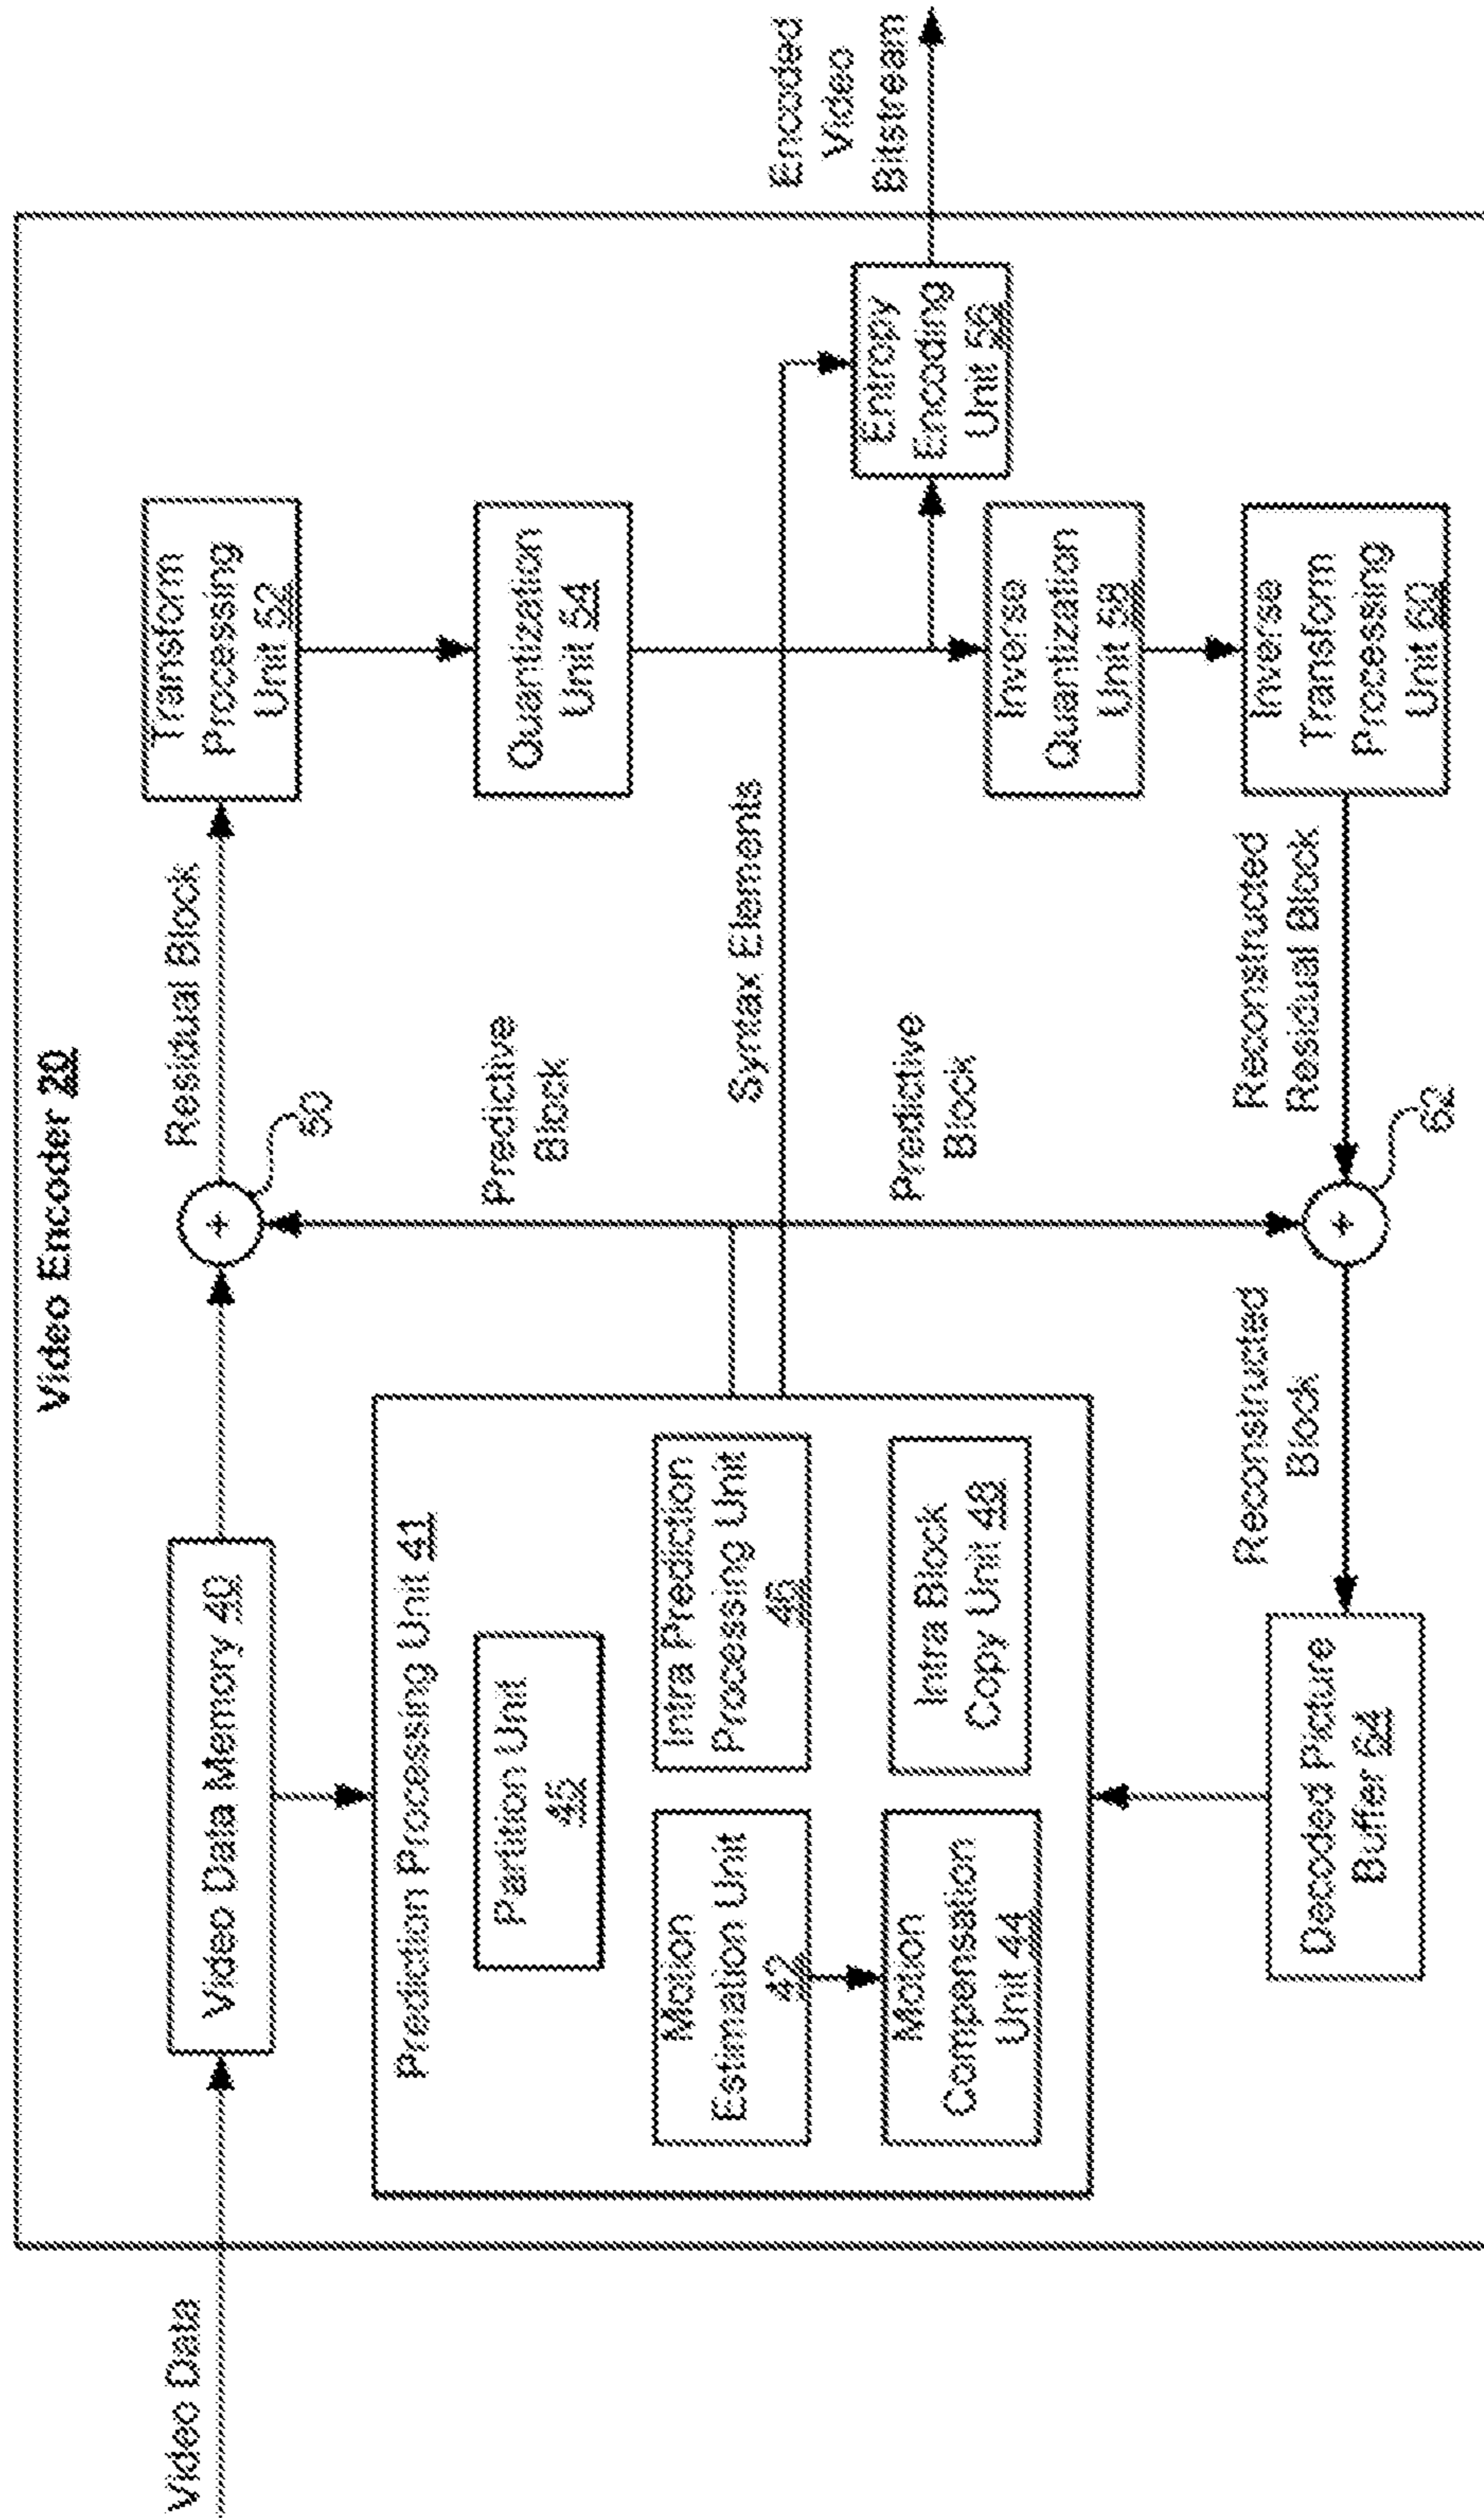 Video Encoder 20
Video Data
Video Data Memory 40
Residual Block
50
Transform
Processing
Unit 52
Prediction Processing Unit 41
Partition Unit
45
Predictive
Block
Quantization
Unit 54
Motion
Estimation Unit
42
Intra Prediction
Processing Unit
46
Syntax Elements
Encoded
Video
Bitstream
Motion
Compensation
Unit 44
Intra Block
Copy Unit 48
Predictive
Block
Entropy
Encoding
Unit 56
Inverse
Quantization
Unit 58
Decoded Picture
Buffer 64
Reconstructed
Block
62
Reconstructed
Residual Block
Inverse
Transform
Processing
Unit 60